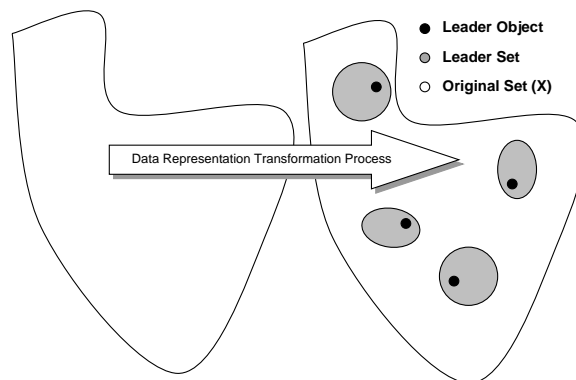 Leader Object
Leader Set
Original Set (X)
Data Representation Transformation Process